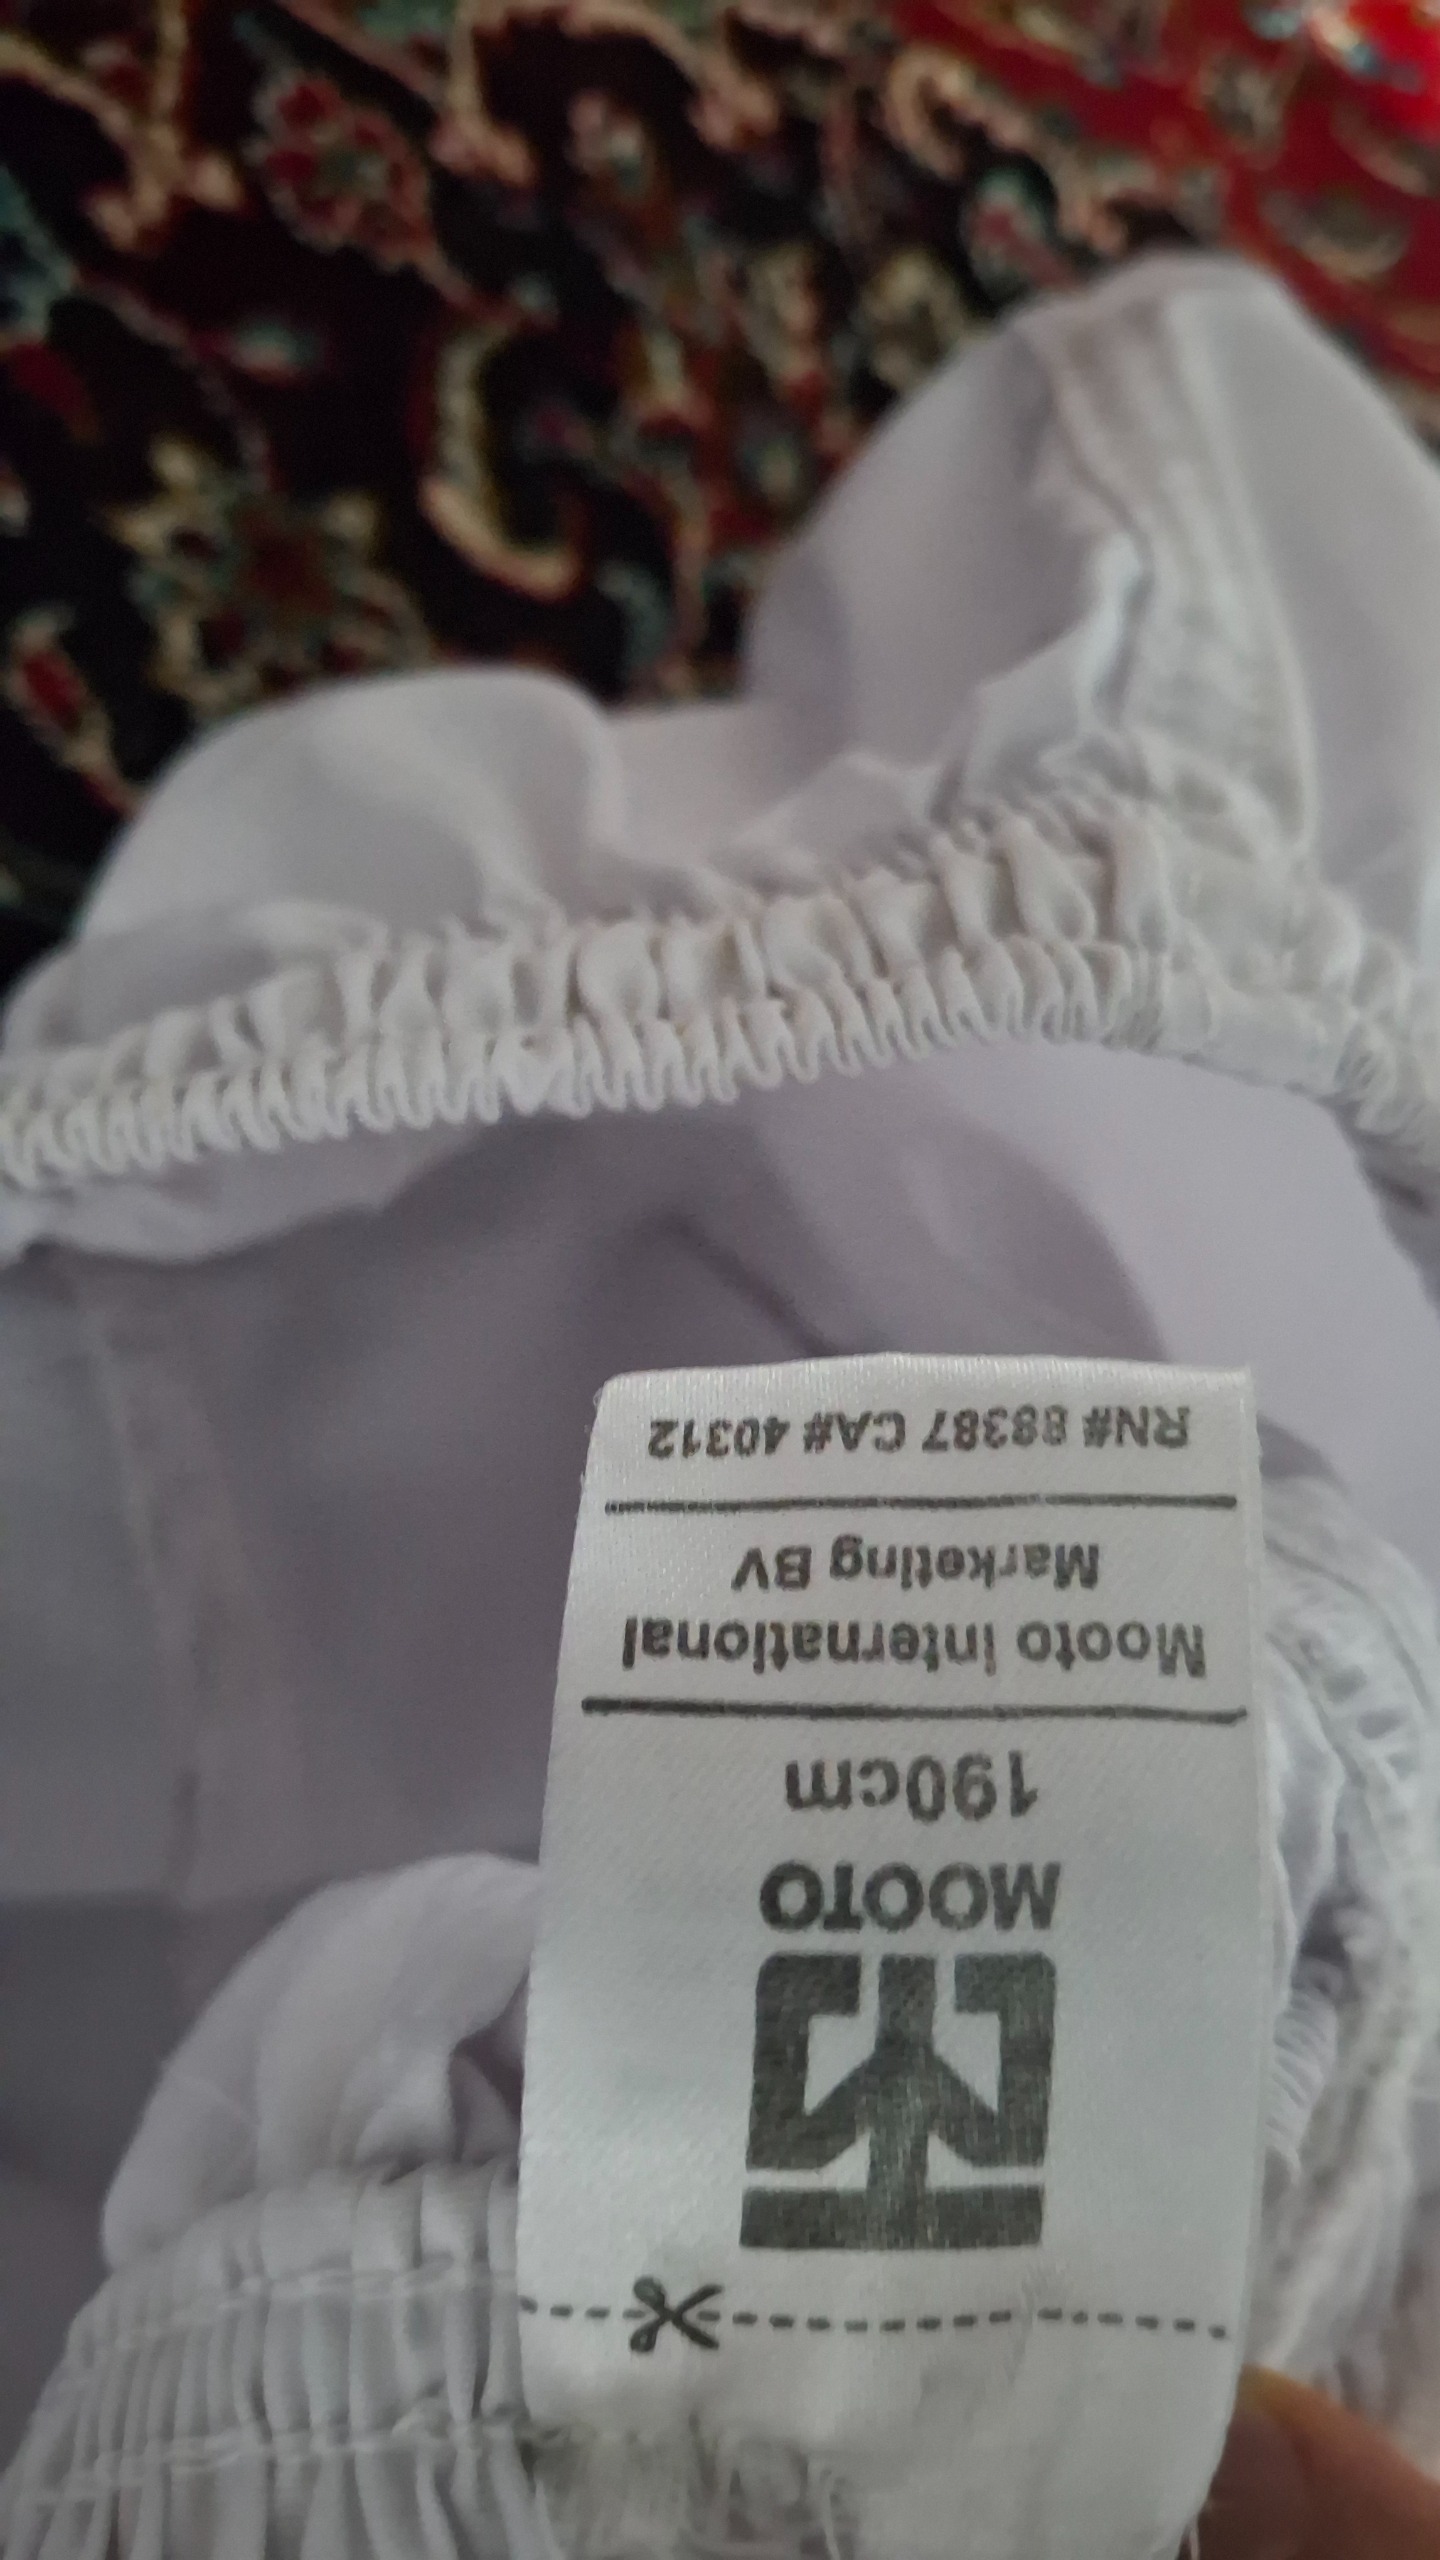 MOOTO
190cm
Mooto international
Marketing BV
RN# 88387 CA# 40312